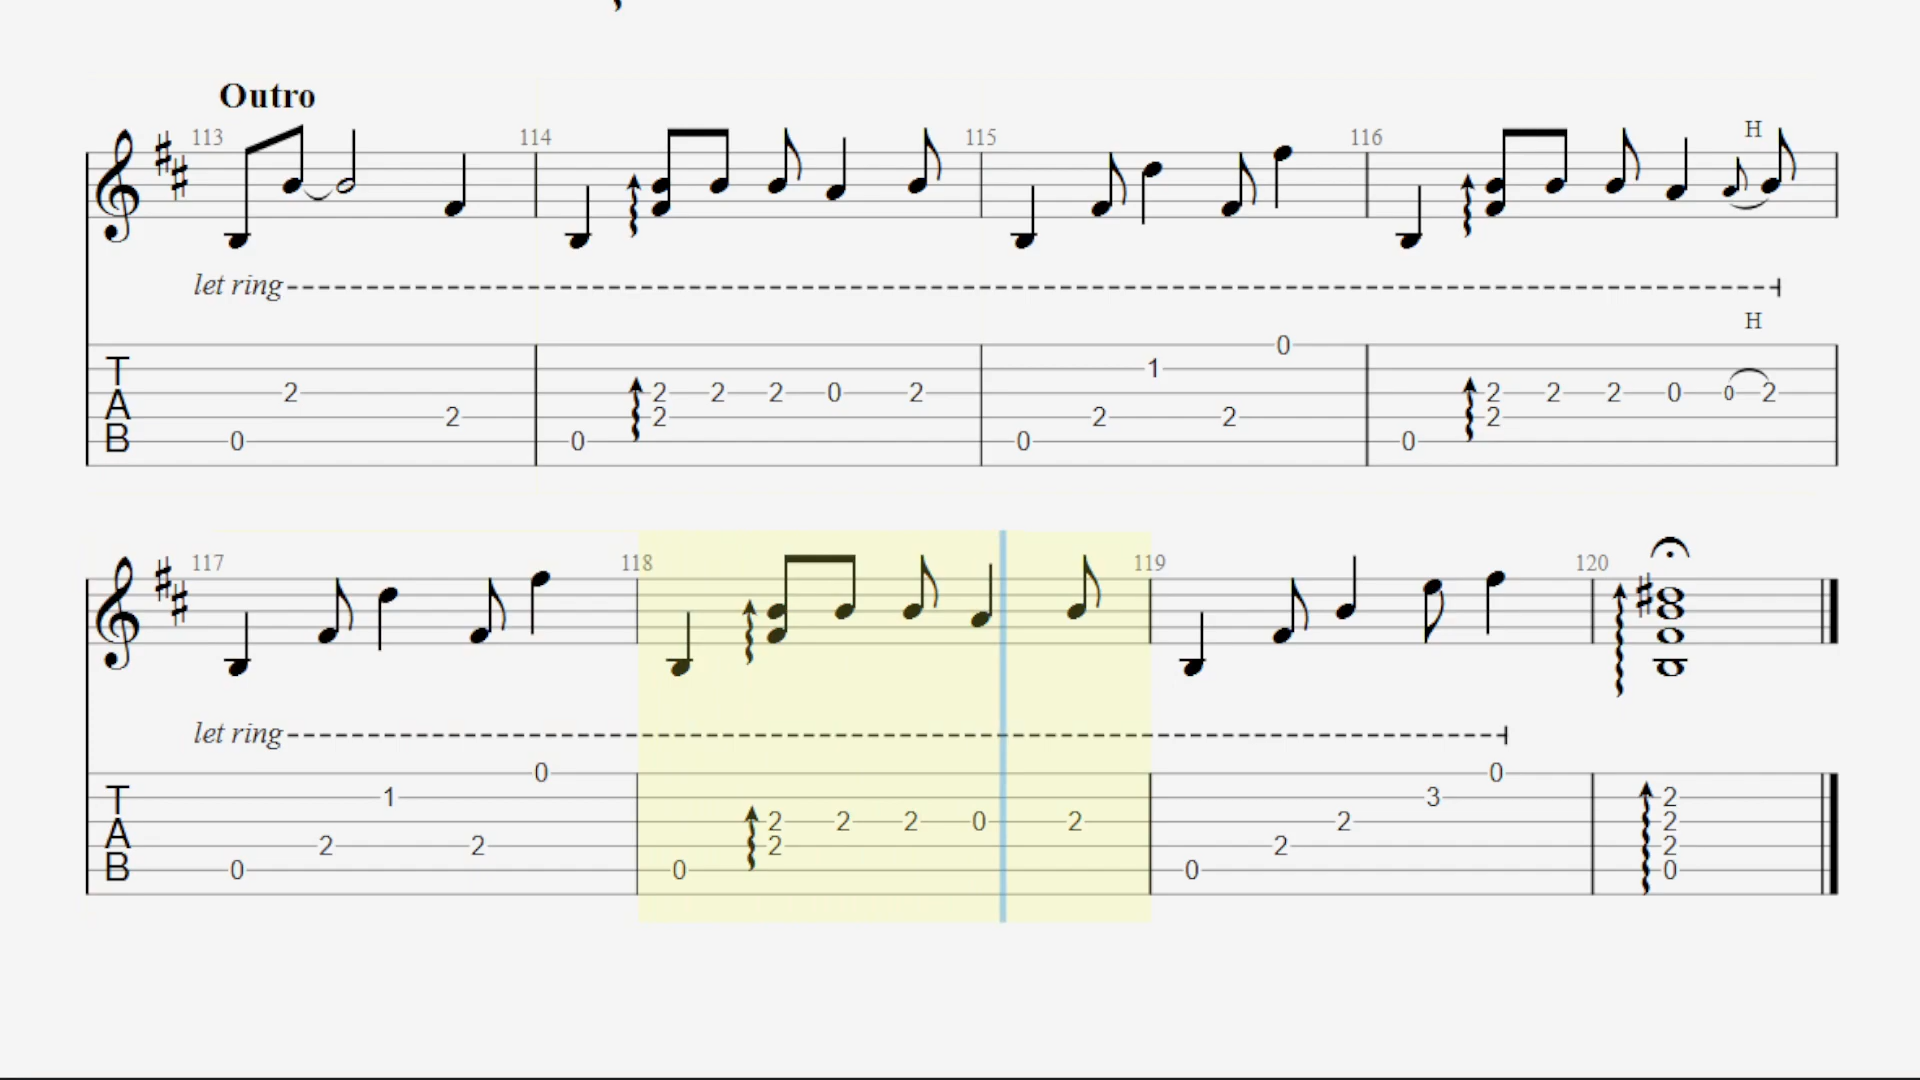 Outro
113 114 115 116
H
let ring
H
T
A
B
0 2 2 0 2 2 2 2 0 2 0 2 1 2 0 0 2 2 2 2 0 0 2
117 118 119 120
let ring
T
A
B
0 2 1 2 0 0 2 2 2 2 0 2 0 2 2 3 0 2 2 2 0